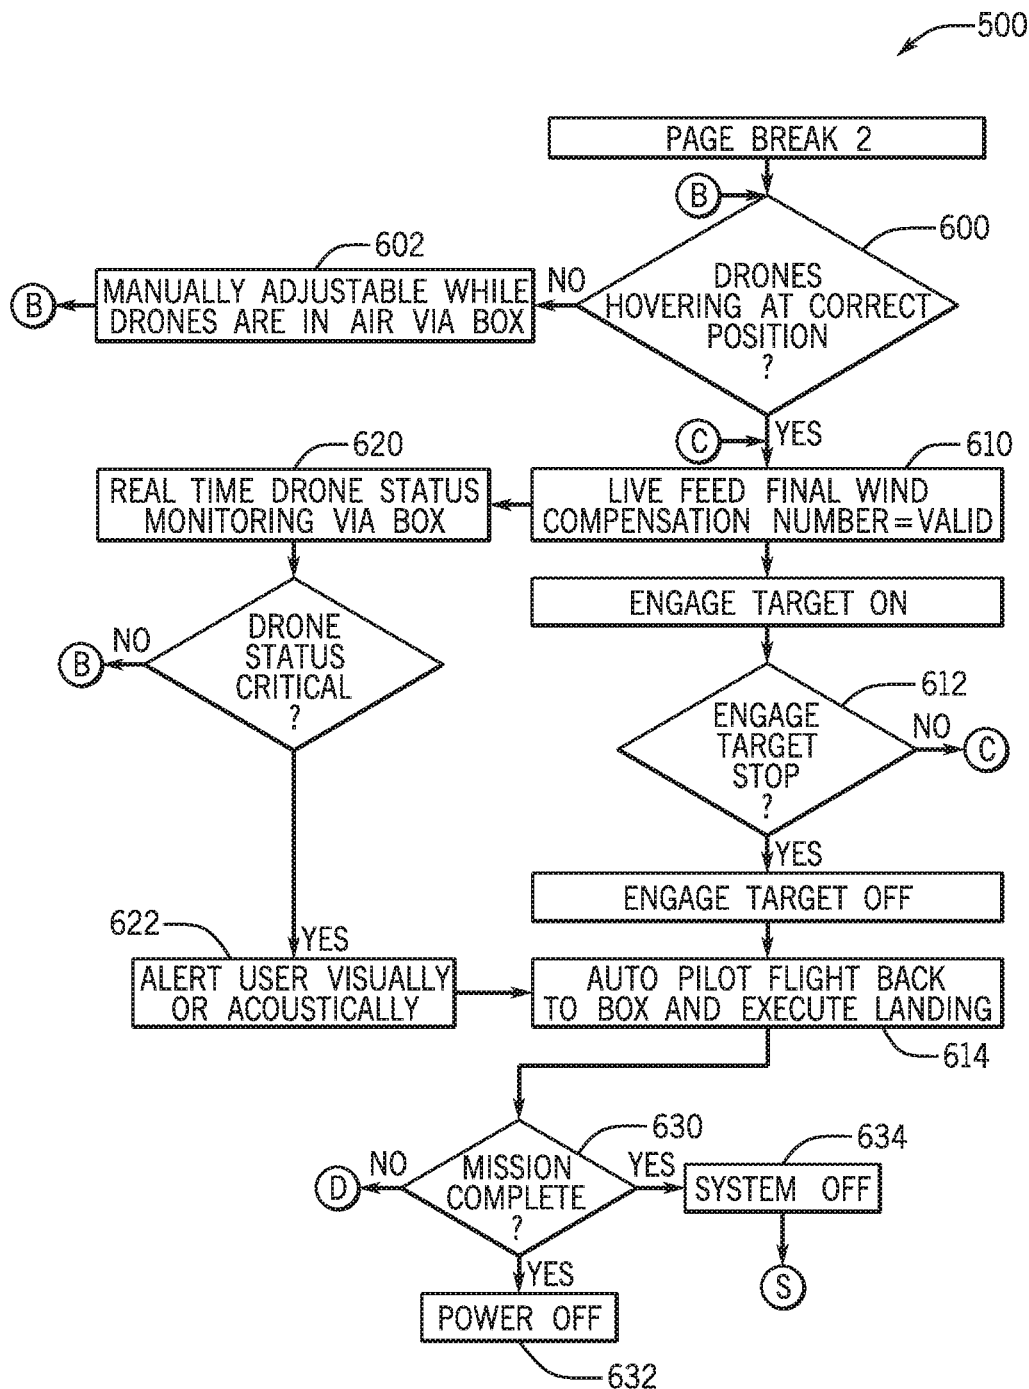 500
PAGE BREAK 2
B
600
602
DRONES
HOVERING AT CORRECT
POSITION
?
NO
MANUALLY ADJUSTABLE WHILE
DRONES ARE IN AIR VIA BOX
B
YES
C
610
620
LIVE FEED FINAL WIND
COMPENSATION NUMBER=VALID
REAL TIME DRONE STATUS
MONITORING VIA BOX
ENGAGE TARGET ON
DRONE
STATUS
CRITICAL
?
NO
B
612
ENGAGE
TARGET
STOP
?
NO
C
YES
ENGAGE TARGET OFF
622
YES
ALERT USER VISUALLY
OR ACOUSTICALLY
AUTO PILOT FLIGHT BACK
TO BOX AND EXECUTE LANDING
614
630
634
MISSION
COMPLETE
?
NO
D
YES
SYSTEM OFF
S
YES
POWER OFF
632